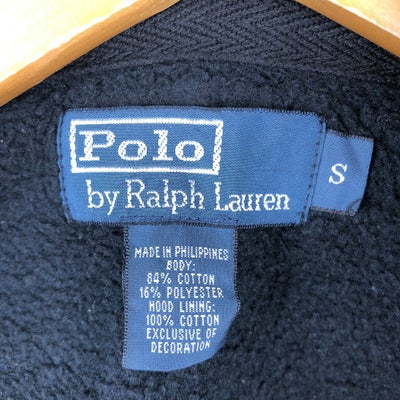 Polo
by Ralph Lauren
S
MADE IN PHILIPPINES
BODY:
84% COTTON
16% POLYESTER
HOOD LINING:
100% COTTON
EXCLUSIVE OF
DECORATION